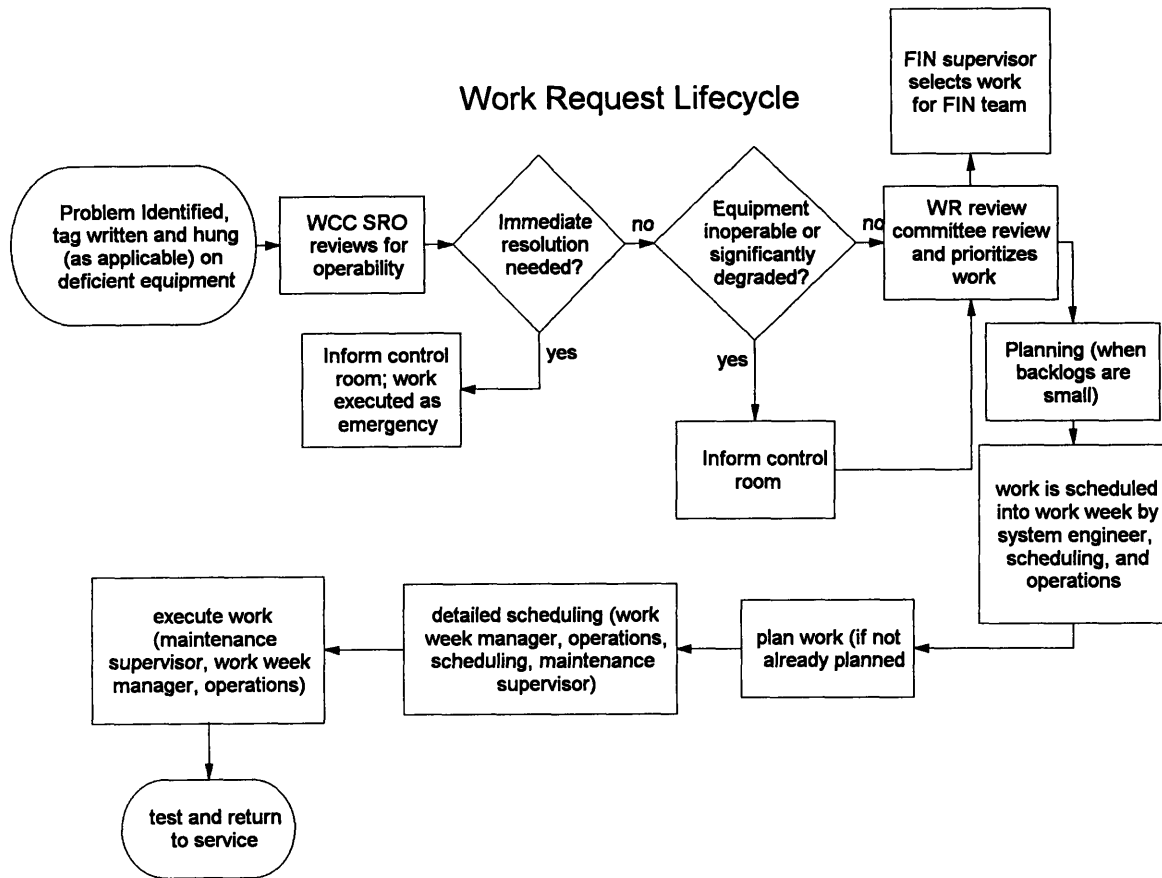 Work Request Lifecycle
FIN supervisor
selects work
for FIN team
Problem Identified,
tag written and hung
(as applicable) on
deficient equipment
WCC SRO
reviews for
operability
Immediate
resolution
needed?
no
Equipment
inoperable or
significantly
degraded?
no
WR review
committee review
and prioritizes
work
yes
Inform control
room; work
executed as
emergency
yes
Inform control
room
Planning (when
backlogs are
small)
work is scheduled
into work week by
system engineer,
scheduling, and
operations
plan work (if not
already planned
detailed scheduling (work
week manager, operations,
scheduling, maintenance
supervisor)
execute work
(maintenance
supervisor, work week
manager, operations)
test and return
to service